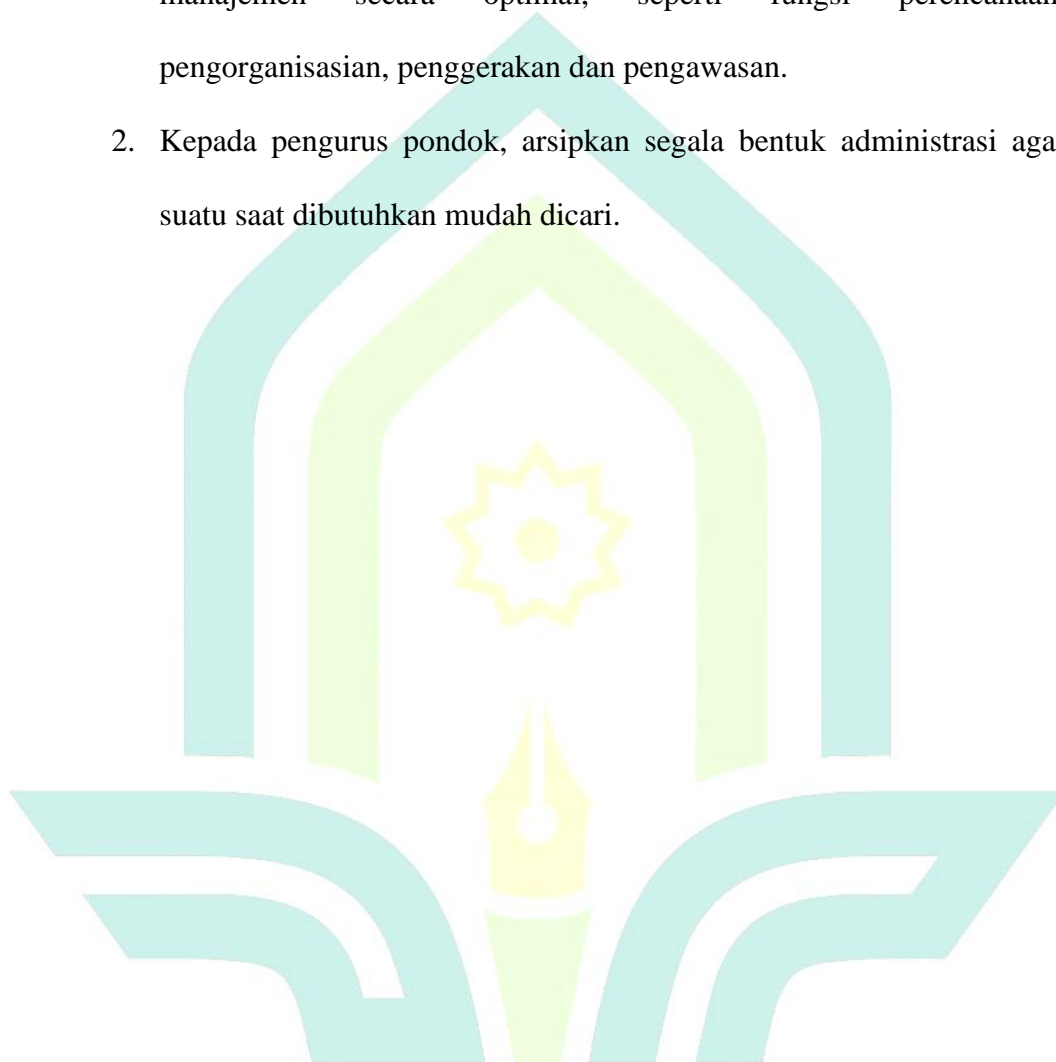 manajemen secara optimal, seperti fungsi perencanaan
pengorganisasian, penggerakan dan pengawasan.
2. Kepada pengurus pondok, arsipkan segala bentuk administrasi aga
suatu saat dibutuhkan mudah dicari.